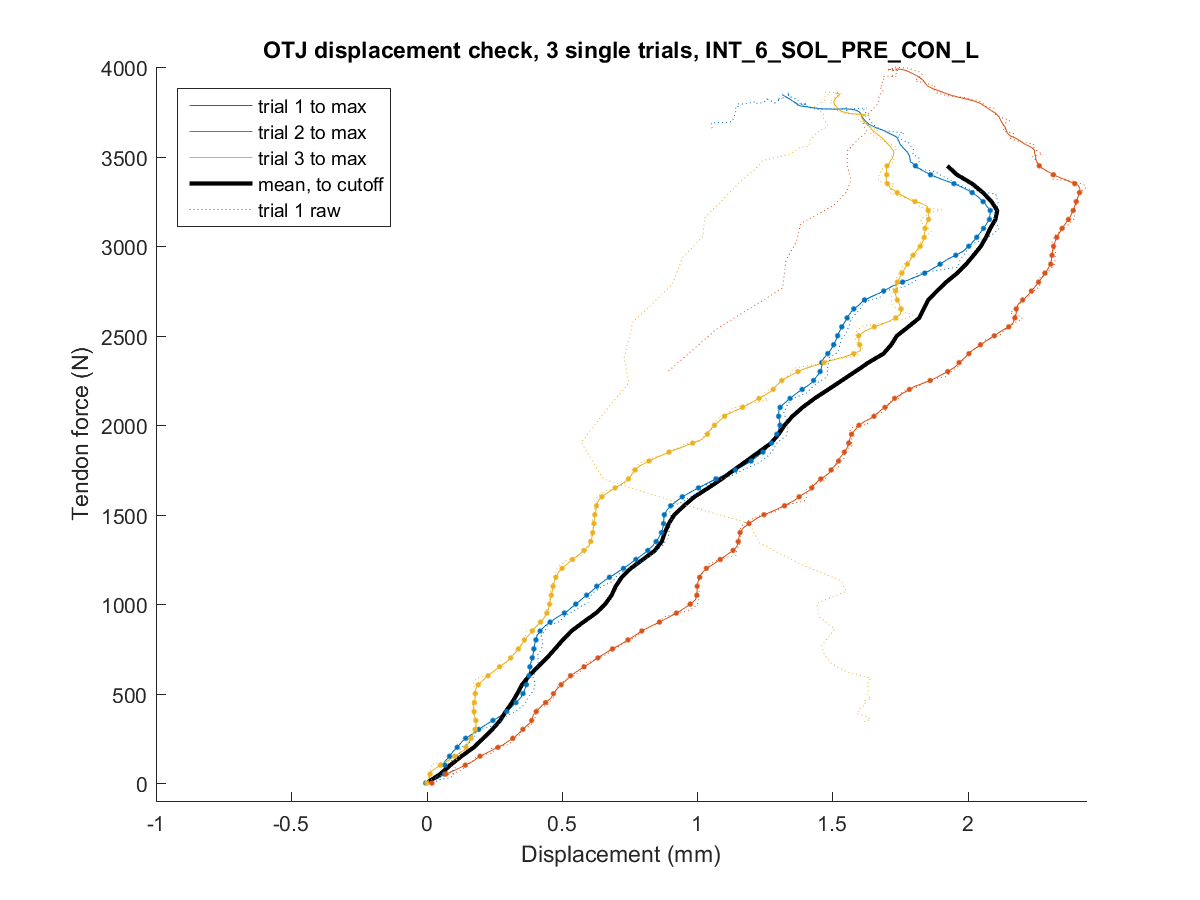 OTJ displacement check, 3 single trials, INT_6_SOL_PRE_CON_L
4000
3500
3000
2500
2000
1500
1000
500
0
Tendon force (N)
trial 1 to max
trial 2 to max
trial 3 to max
mean, to cutoff
trial 1 raw
-1
-0.5
0
0.5
1
1.5
2
Displacement (mm)